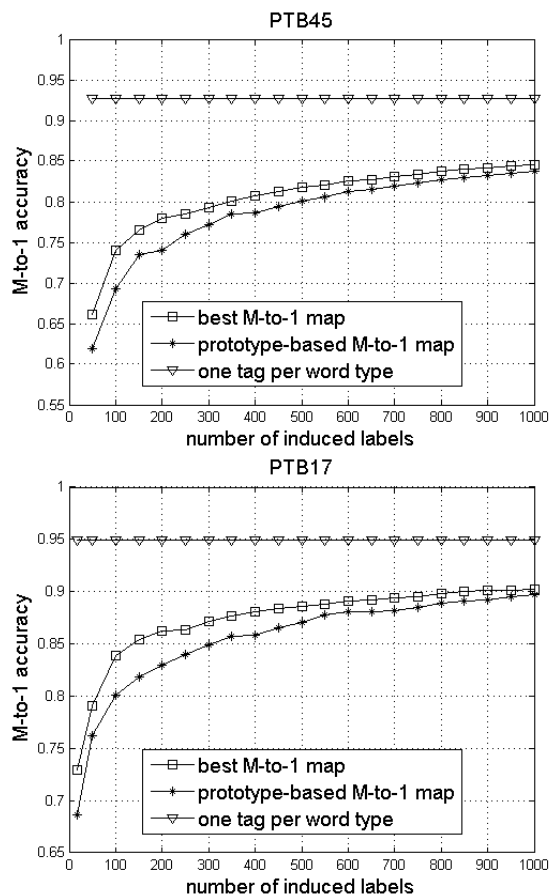 PTB45
1
0.95
0.9
0.85
0.8
0.75
0.7
0.65
0.6
0.55
M-to-1 accuracy
best M-to-1 map
prototype-based M-to-1 map
one tag per word type
0 100 200 300 400 500 600 700 800 900 1000
number of induced labels
PTB17
1
0.95
0.9
0.85
0.8
0.75
0.7
0.65
M-to-1 accuracy
best M-to-1 map
prototype-based M-to-1 map
one tag per word type
0 100 200 300 400 500 600 700 800 900 1000
number of induced labels